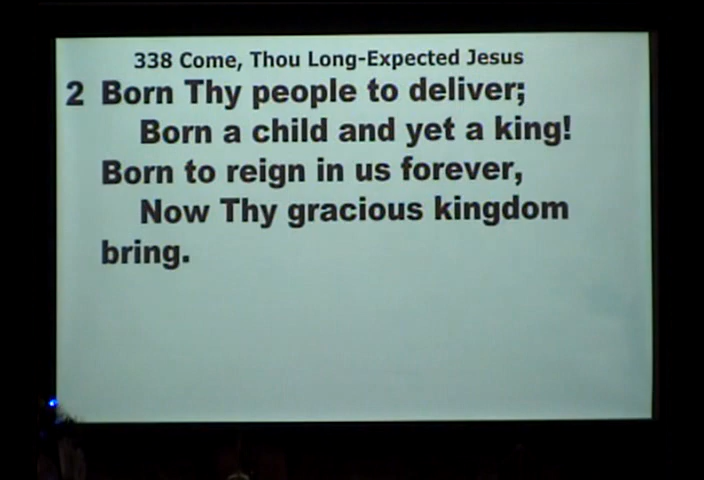 338 Come, Thou Long-Expected Jesus
2 Born Thy people to deliver;
Born a child and yet a king!
Born to reign in us forever,
Now Thy gracious kingdom
bring.